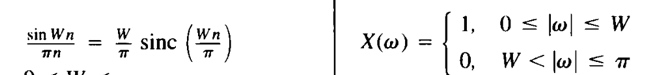 sin Wn / πn = W / π sinc (Wn / π)
X(ω) = { 1, 0 ≤ |ω| ≤ W
0, W < |ω| ≤ π